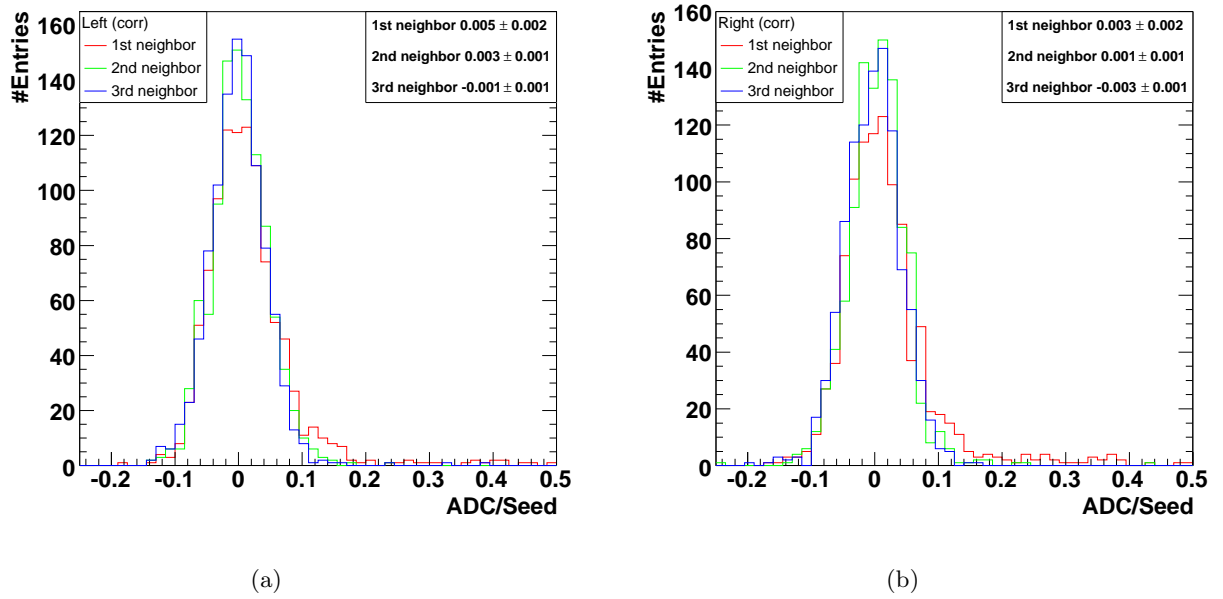 #Entries
160
140
120
100
80
60
40
20
0
Left (corr)
1st neighbor
2nd neighbor
3rd neighbor
1st neighbor 0.005 ± 0.002
2nd neighbor 0.003 ± 0.001
3rd neighbor -0.001 ± 0.001
-0.2 -0.1 0 0.1 0.2 0.3 0.4 0.5
ADC/Seed
(a)
#Entries
160
140
120
100
80
60
40
20
0
Right (corr)
1st neighbor
2nd neighbor
3rd neighbor
1st neighbor 0.003 ± 0.002
2nd neighbor 0.001 ± 0.001
3rd neighbor -0.003 ± 0.001
-0.2 -0.1 0 0.1 0.2 0.3 0.4 0.5
ADC/Seed
(b)